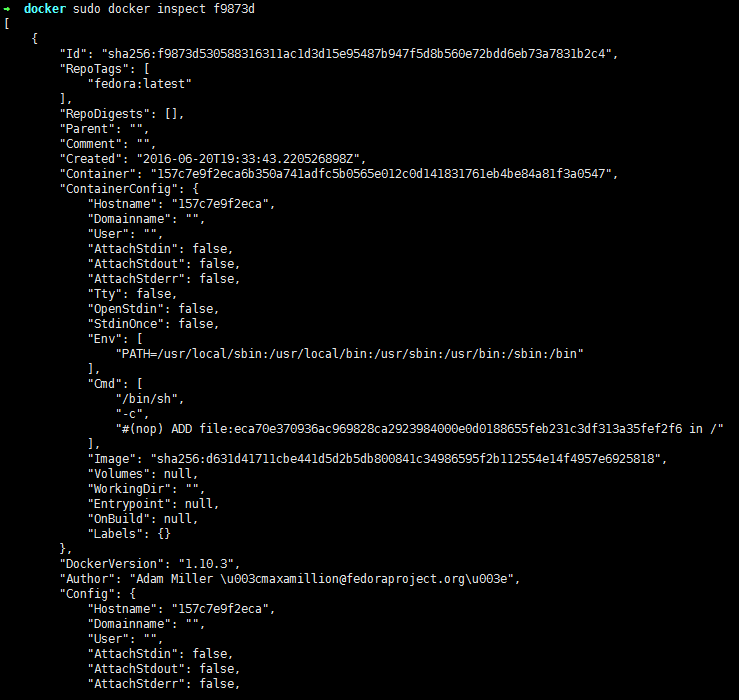 → docker sudo docker inspect f9873d
[
    {
        "Id": "sha256:f9873d530588316311ac1d3d15e95487b947f5d8b560e72bdd6eb73a7831b2c4",
        "RepoTags": [
            "fedora:latest"
        ],
        "RepoDigests": [],
        "Parent": "",
        "Comment": "",
        "Created": "2016-06-20T19:33:43.220526898Z",
        "Container": "157c7e9f2eca6b350a741adfc5b0565e012c0d141831761eb4be84a81f3a0547",
        "ContainerConfig": {
            "Hostname": "157c7e9f2eca",
            "Domainname": "",
            "User": "",
            "AttachStdin": false,
            "AttachStdout": false,
            "AttachStderr": false,
            "Tty": false,
            "OpenStdin": false,
            "StdinOnce": false,
            "Env": [
                "PATH=/usr/local/sbin:/usr/local/bin:/usr/sbin:/usr/bin:/sbin:/bin"
            ],
            "Cmd": [
                "/bin/sh",
                "-c",
                "#(nop) ADD file:eca70e370936ac969828ca2923984000e0d0188655feb231c3df313a35fef2f6 in /"
            ],
            "Image": "sha256:d631d41711cbe441d5d2b5db800841c34986595f2b112554e14f4957e6925818",
            "Volumes": null,
            "WorkingDir": "",
            "Entrypoint": null,
            "OnBuild": null,
            "Labels": {}
        },
        "DockerVersion": "1.10.3",
        "Author": "Adam Miller \u003cmaxamillion@fedoraproject.org\u003e",
        "Config": {
            "Hostname": "157c7e9f2eca",
            "Domainname": "",
            "User": "",
            "AttachStdin": false,
            "AttachStdout": false,
            "AttachStderr": false,